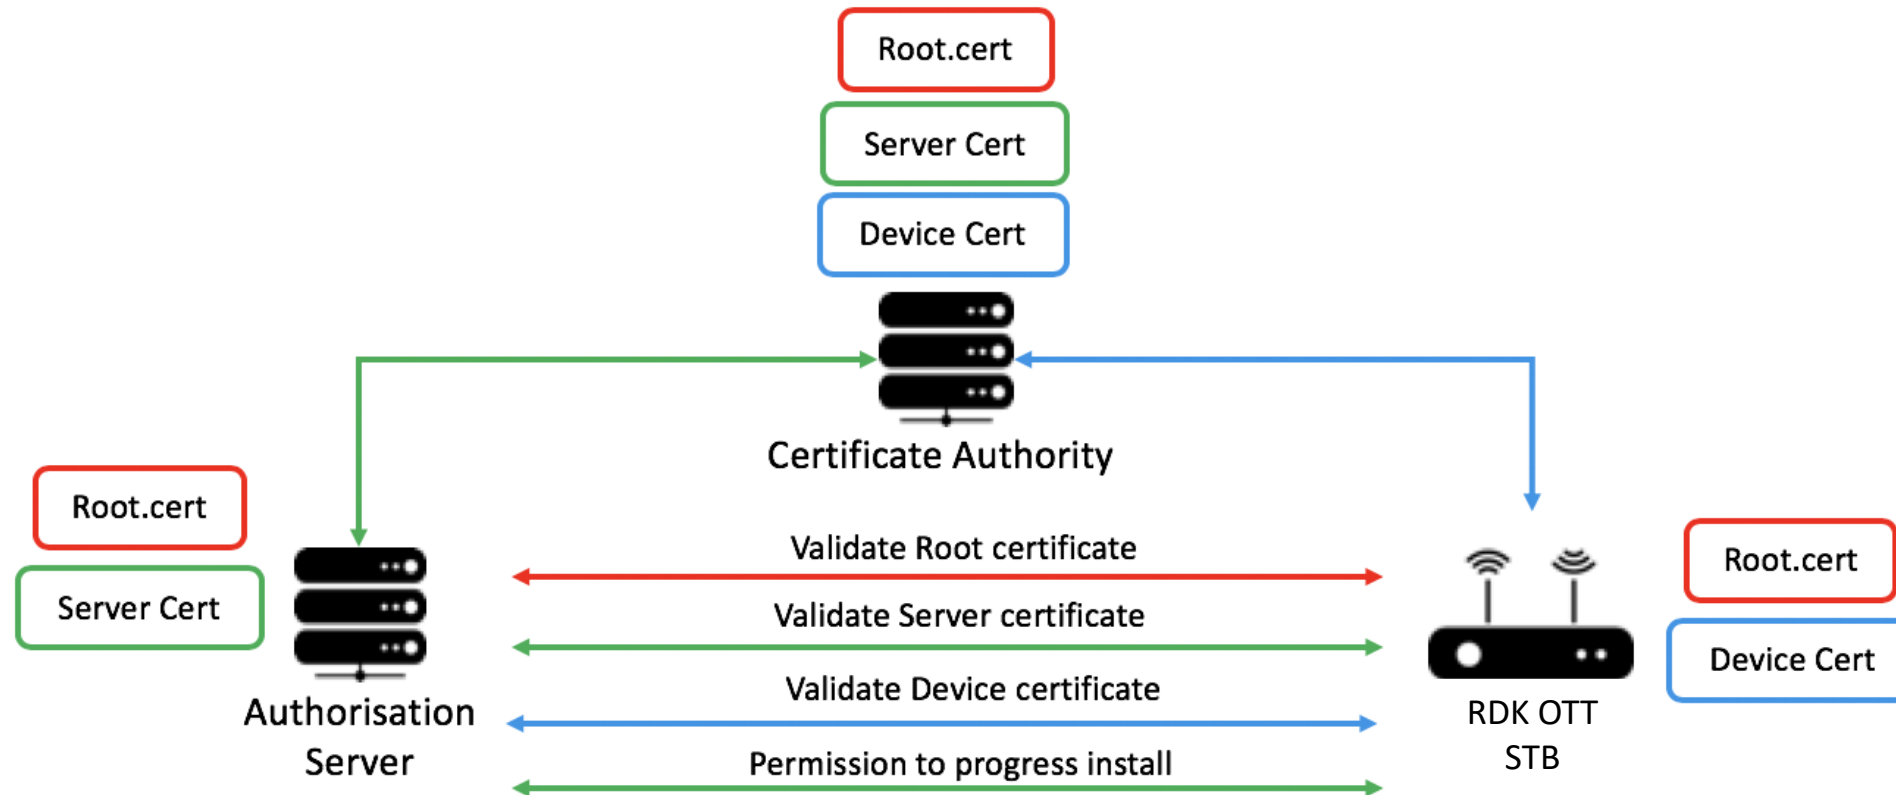 Root.cert
Server Cert
Device Cert
Certificate Authority
Root.cert
Server Cert
Authorisation
Server
Validate Root certificate
Validate Server certificate
Validate Device certificate
Permission to progress install
Root.cert
Device Cert
RDK OTT
STB